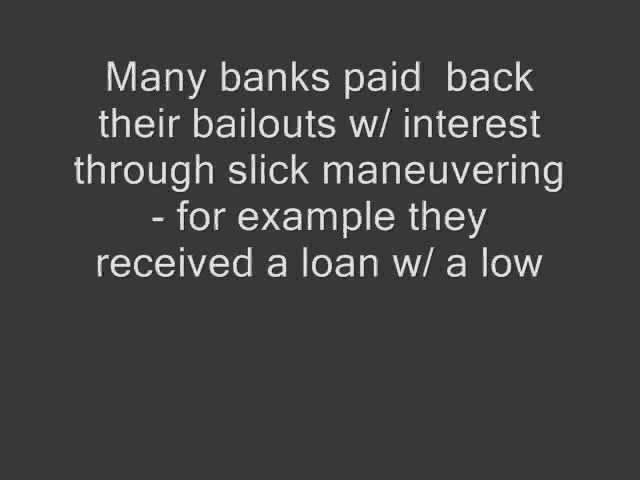 Many banks paid  back
their bailouts w/ interest
through slick maneuvering
- for example they
received a loan w/ a low